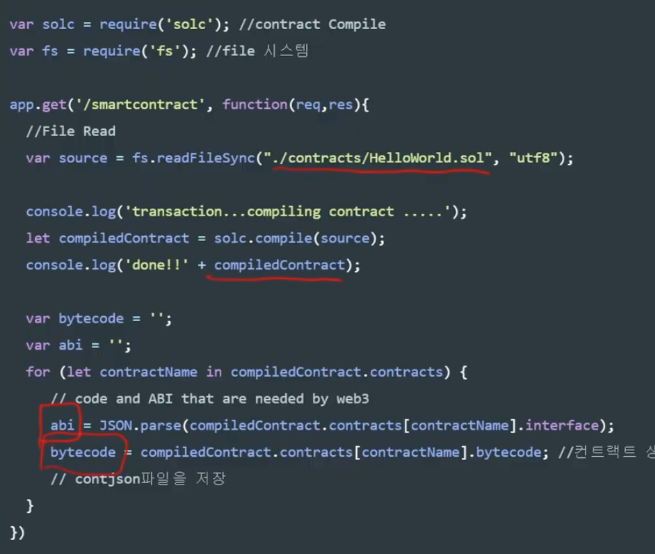 var solc = require('solc'); //contract Compile
var fs = require('fs'); //file 시스템
app.get('/smartcontract', function(req,res){
//File Read
var source = fs.readFileSync("./contracts/HelloWorld.sol", "utf8");
console.log('transaction...compiling contract .....');
let compiledContract = solc.compile(source);
console.log('done!!' + compiledContract);
var bytecode = '';
var abi = '';
for (let contractName in compiledContract.contracts) {
// code and ABI that are needed by web3
abi = JSON.parse(compiledContract.contracts[contractName].interface);
bytecode = compiledContract.contracts[contractName].bytecode; //컨트랙트
// contjson파일을 저장
}
})